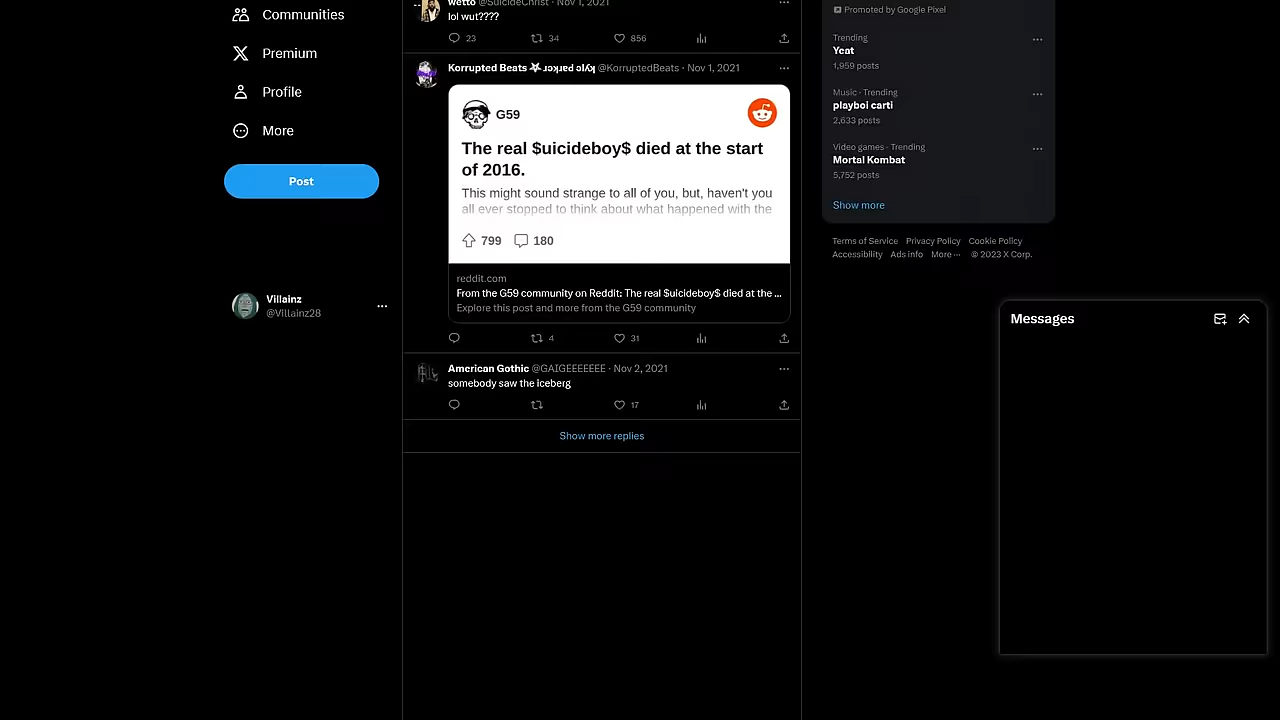 Communities
Premium
Profile
More
Post
Villainz
@Villainz28
wetto @SuicideChrist · Nov 1, 2021
lol wut????
23 34 856
Korrupted Beats @KorruptedBeats · Nov 1, 2021
G59
The real $uicideboy$ died at the start
of 2016.
This might sound strange to all of you, but, haven't you
all ever stopped to think about what happened with the
799 180
reddit.com
From the G59 community on Reddit: The real $uicideboy$ died at the ...
Explore this post and more from the G59 community
4 31
American Gothic @GAIGEEEEEEE · Nov 2, 2021
somebody saw the iceberg
17
Show more replies
Promoted by Google Pixel
Trending
Yeat
1,959 posts
Music · Trending
playboi carti
2,633 posts
Video games · Trending
Mortal Kombat
5,752 posts
Show more
Terms of Service Privacy Policy Cookie Policy
Accessibility Ads info More ··· © 2023 X Corp.
Messages